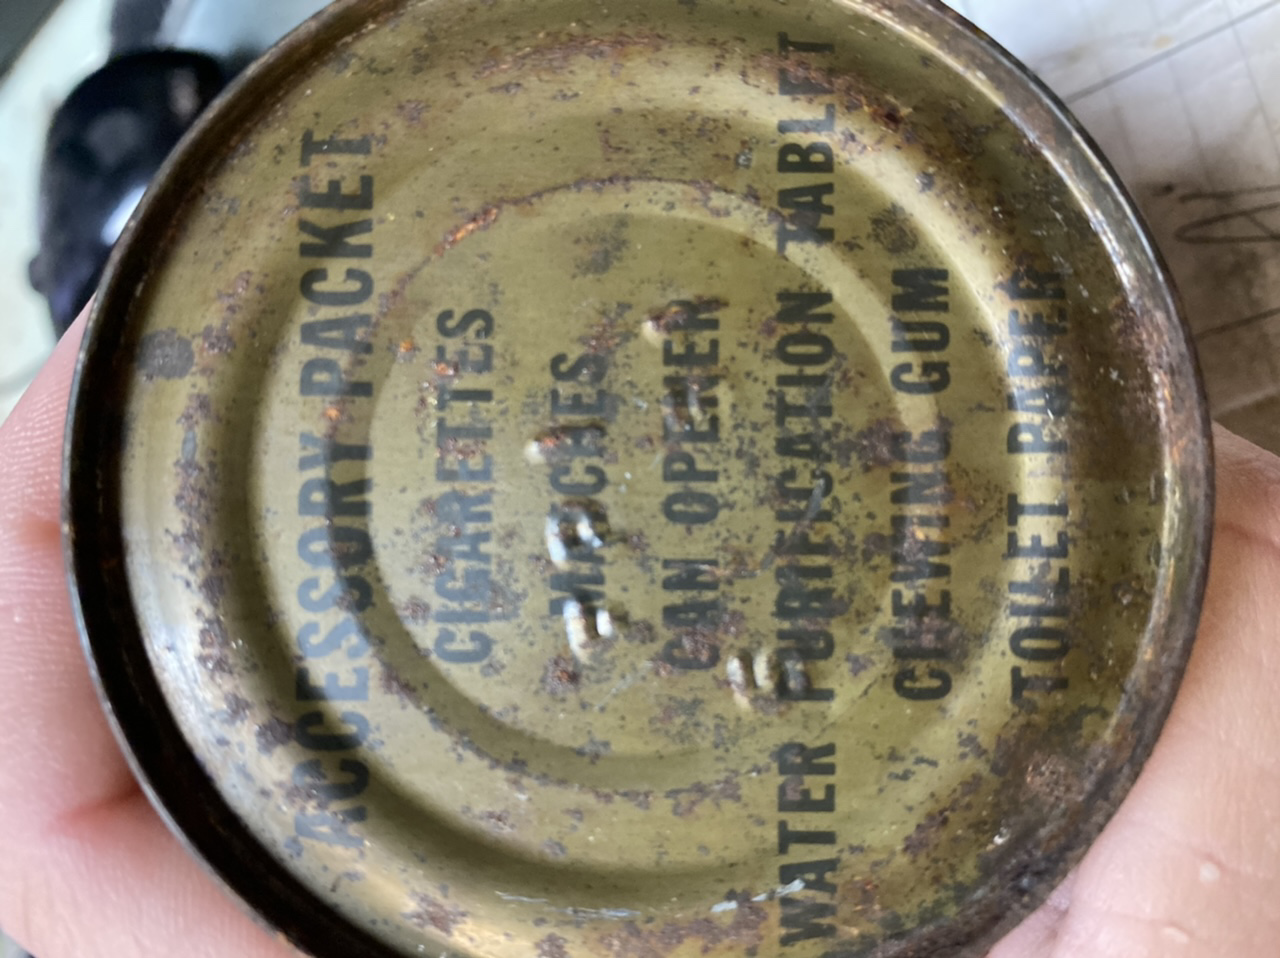 ACCESSORY PACKET
CIGARETTES
MATCHES
CAN OPENER
WATER PURIFICATION TABLET
CHEWING GUM
TOILET PAPER